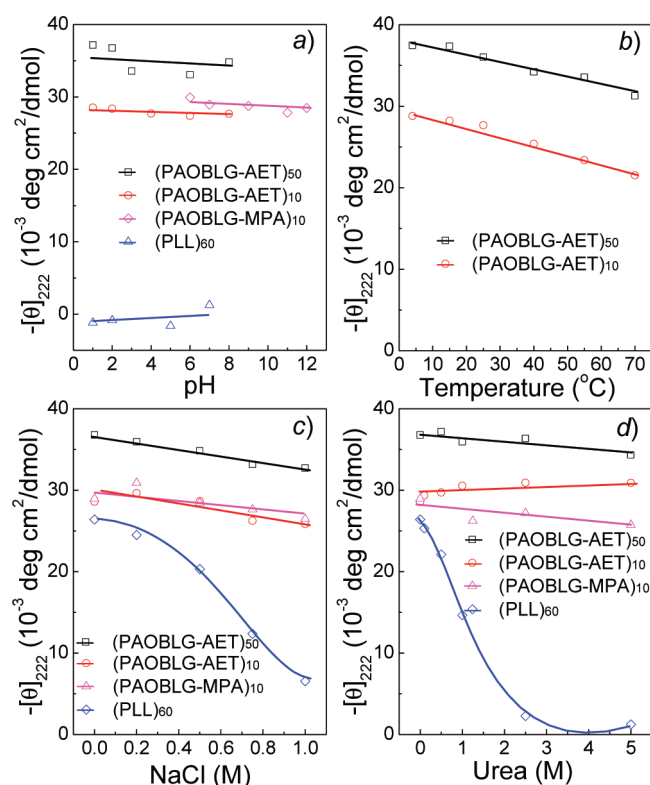 a)
-[θ]222 (10⁻³ deg cm²/dmol)
40
30
20
10
0
(PAOBLG-AET)50
(PAOBLG-AET)10
(PAOBLG-MPA)10
(PLL)60
0 2 4 6 8 10 12
pH
b)
-[θ]222 (10⁻³ deg cm²/dmol)
40
30
20
10
0
(PAOBLG-AET)50
(PAOBLG-AET)10
0 10 20 30 40 50 60 70
Temperature (°C)
c)
-[θ]222 (10⁻³ deg cm²/dmol)
40
30
20
10
0
(PAOBLG-AET)50
(PAOBLG-AET)10
(PAOBLG-MPA)10
(PLL)60
0.0 0.2 0.4 0.6 0.8 1.0
NaCl (M)
d)
-[θ]222 (10⁻³ deg cm²/dmol)
40
30
20
10
0
(PAOBLG-AET)50
(PAOBLG-AET)10
(PAOBLG-MPA)10
(PLL)60
0 1 2 3 4 5
Urea (M)